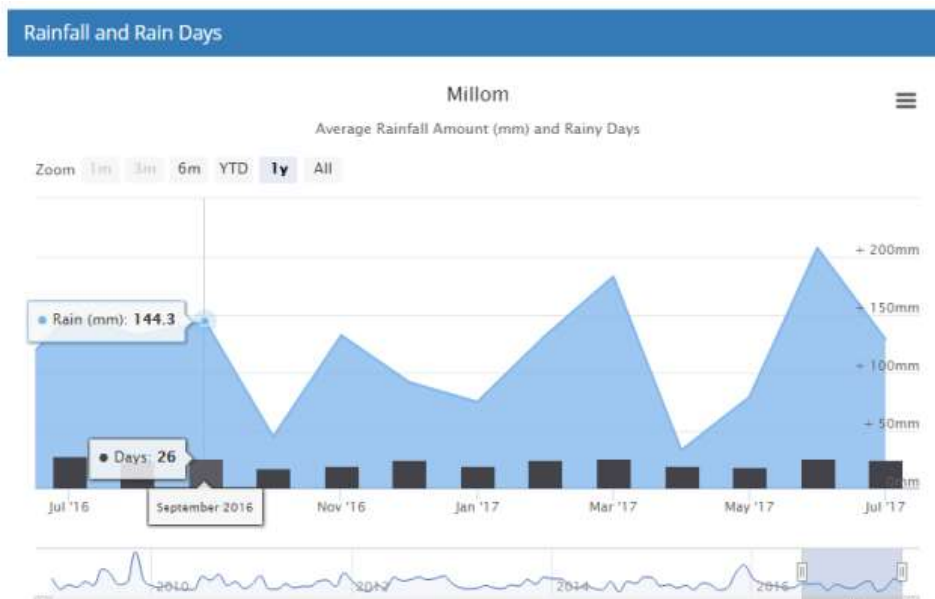 Rainfall and Rain Days
Millom
Average Rainfall Amount (mm) and Rainy Days
Zoom 1m 3m 6m YTD 1y All
+ 200mm
Rain (mm): 144.3
+ 150mm
+ 100mm
+ 50mm
Days: 26
0mm
Jul '16 September 2016 Nov '16 Jan '17 Mar '17 May '17 Jul '17
2010 2012 2014 2016